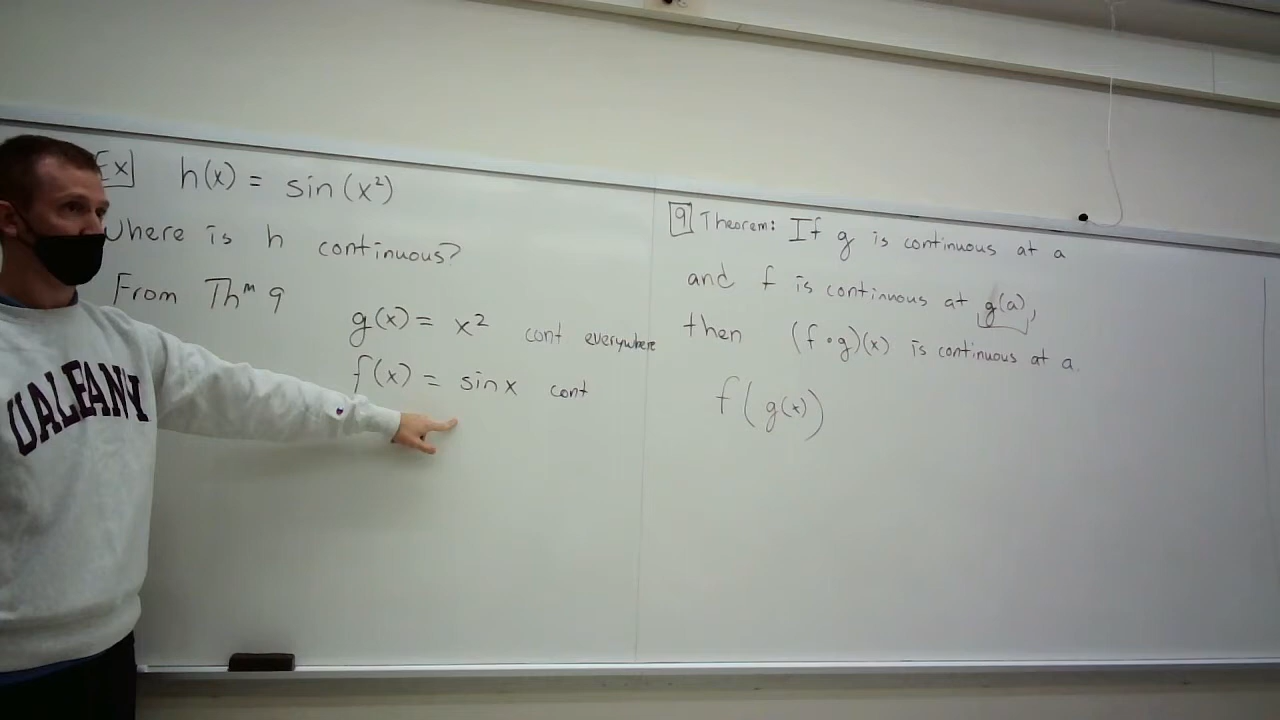 Ex] h(x) = sin(x²)
where is h continuous?
From Thᵐ 9
g(x) = x² cont everywhere
f(x) = sinx cont
9 Theorem: If g is continuous at a
and f is continuous at g(a),
then (f∘g)(x) is continuous at a.
f(g(x))
UALBANY